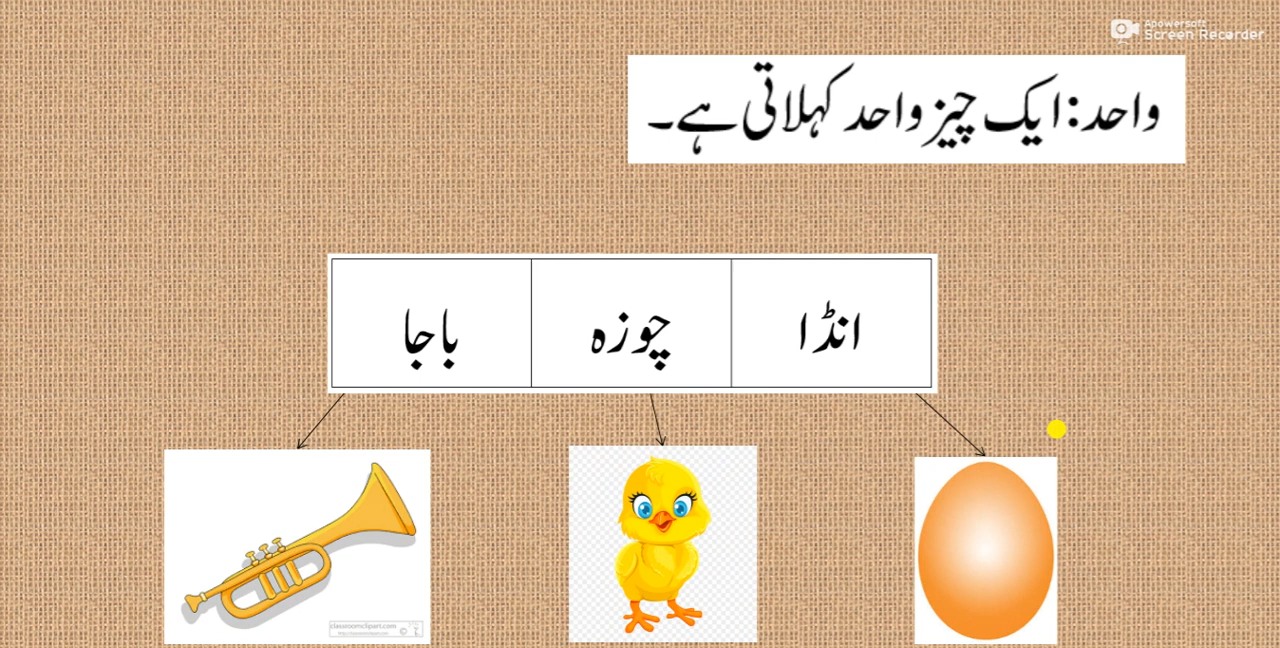 Apowersoft
Screen Recorder
واحد: ایک چیز واحد کہلاتی ہے۔
انڈا
چوزہ
باجا
classroomclipart.com